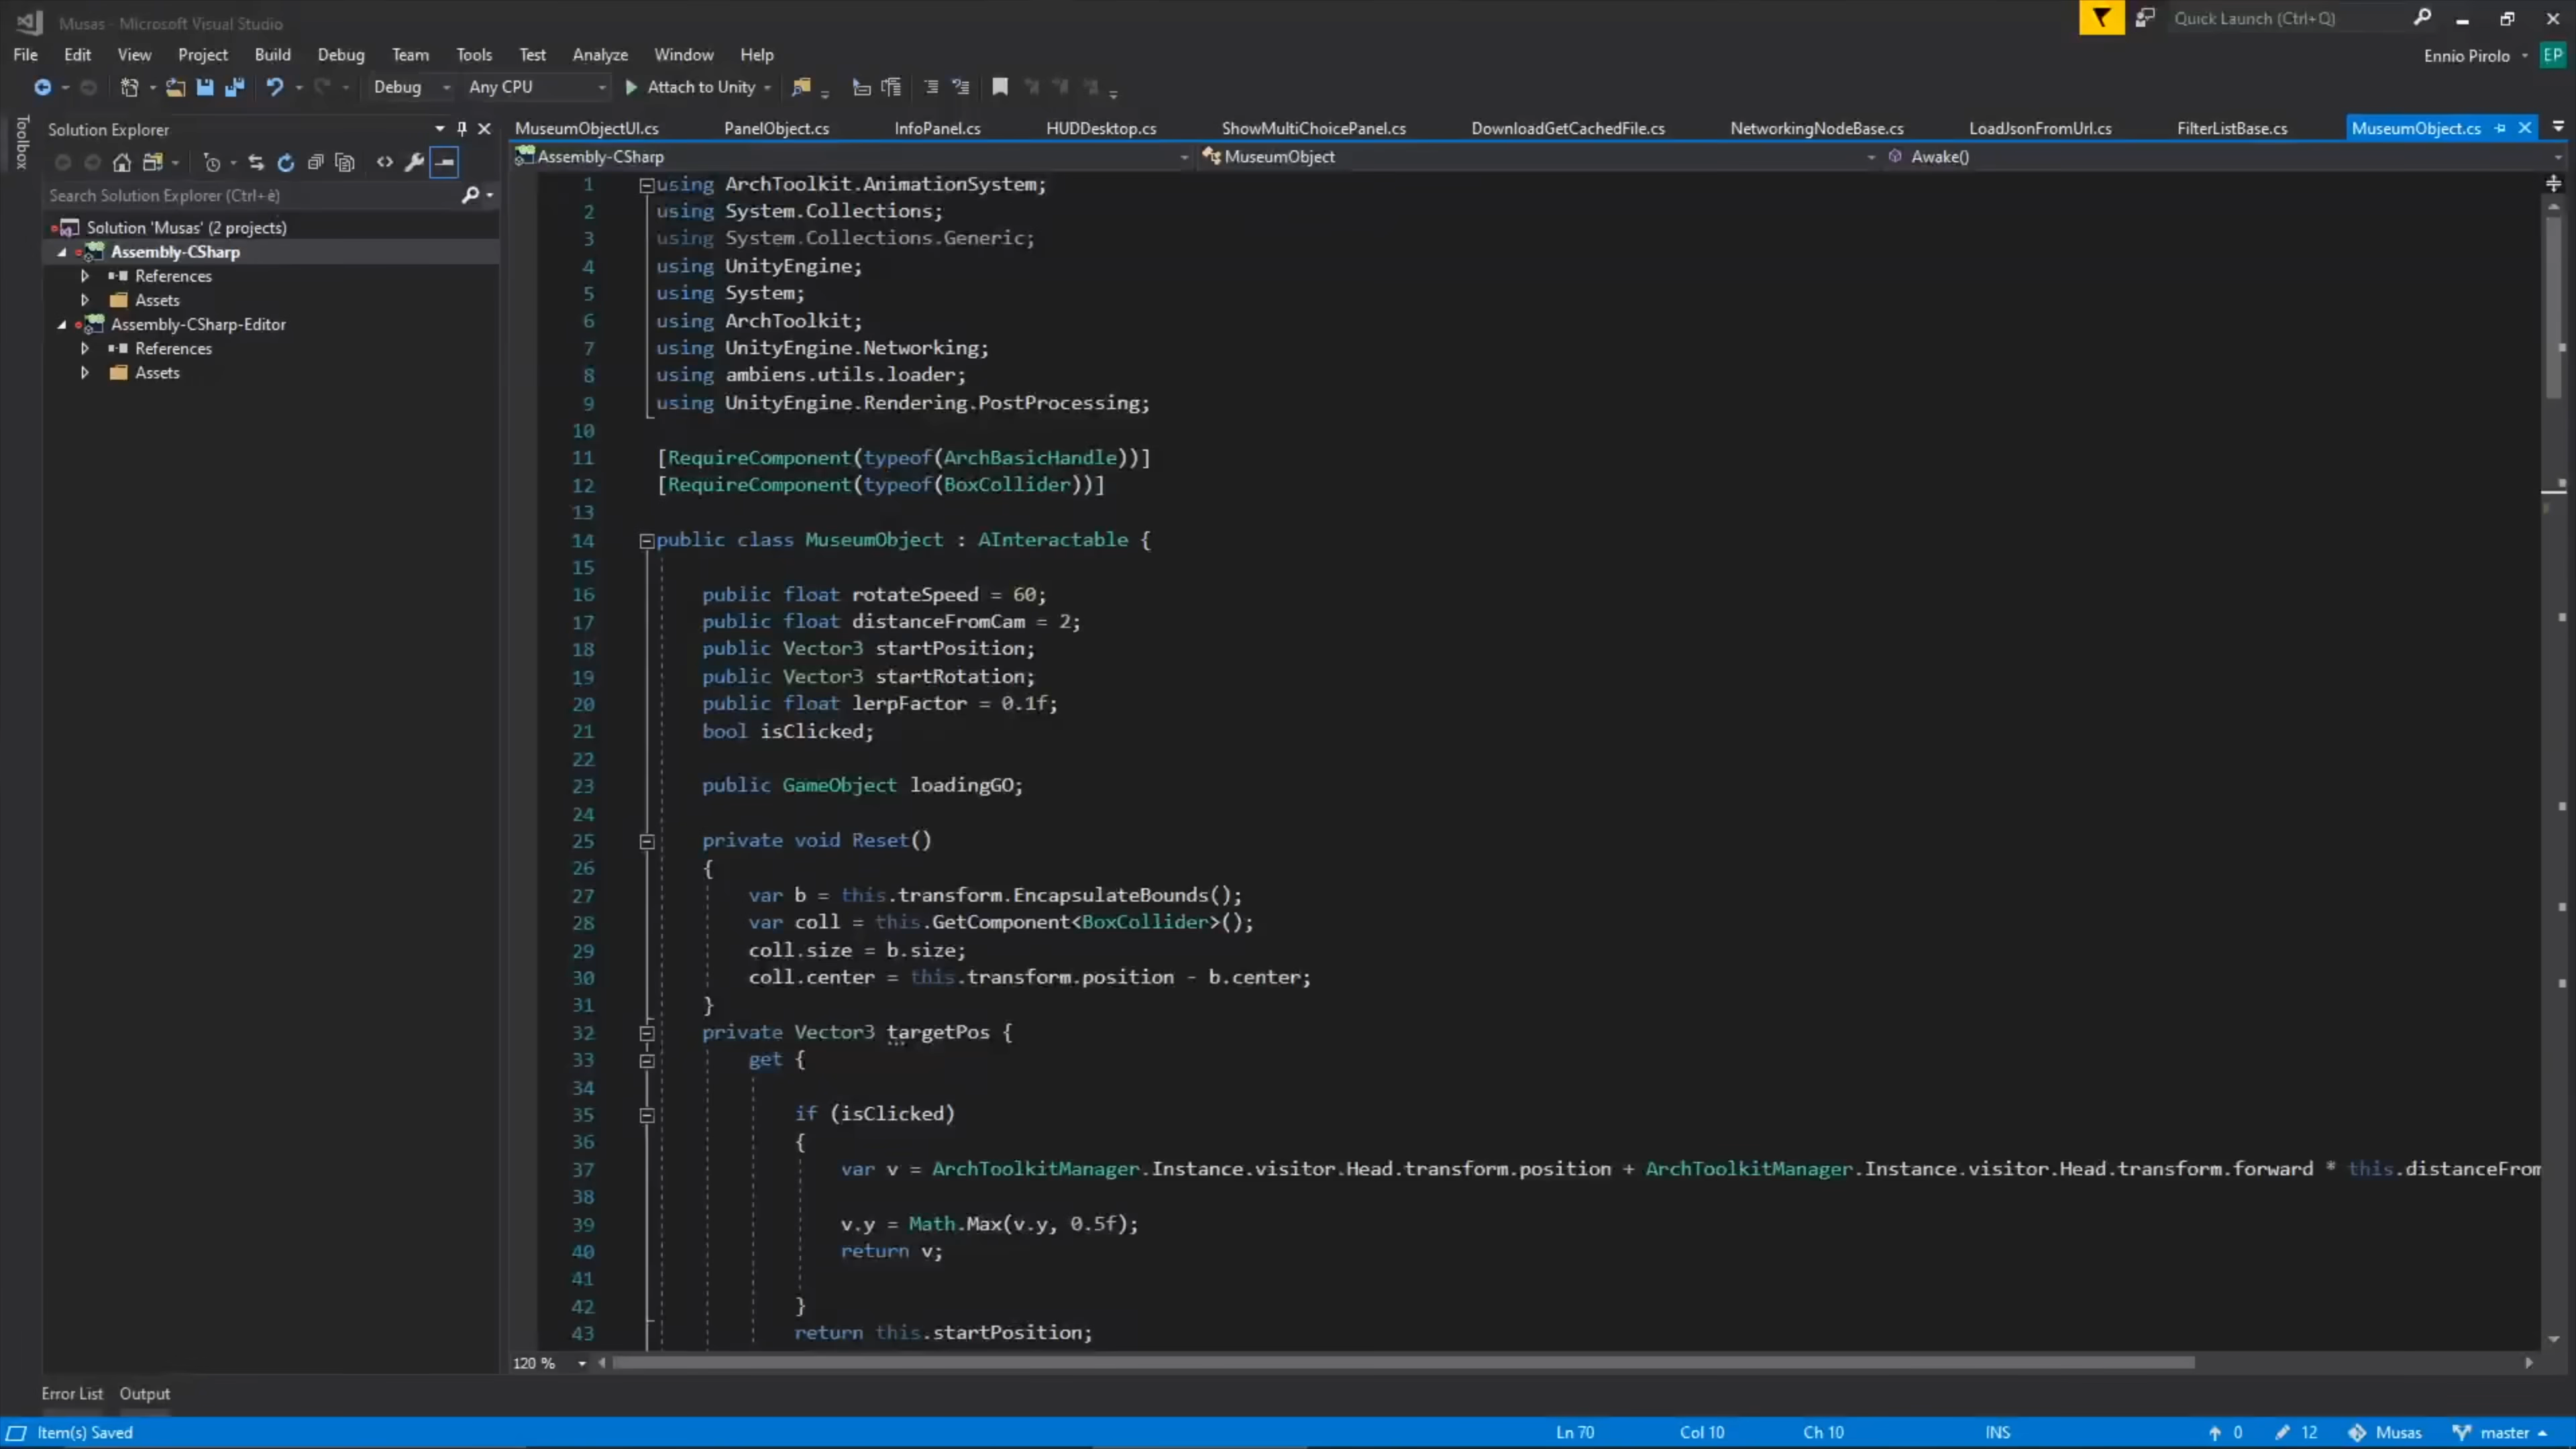 Musas - Microsoft Visual Studio
Quick Launch (Ctrl+Q)
File Edit View Project Build Debug Team Tools Test Analyze Window Help
Ennio Pirolo EP
Debug Any CPU Attach to Unity
Toolbox
Solution Explorer
Search Solution Explorer (Ctrl+è)
Solution 'Musas' (2 projects)
Assembly-CSharp
References
Assets
Assembly-CSharp-Editor
References
Assets
MuseumObjectUI.cs PanelObject.cs InfoPanel.cs HUDDesktop.cs ShowMultiChoicePanel.cs DownloadGetCachedFile.cs NetworkingNodeBase.cs LoadJsonFromUrl.cs FilterListBase.cs MuseumObject.cs
Assembly-CSharp MuseumObject Awake()
1 using ArchToolkit.AnimationSystem;
2 using System.Collections;
3 using System.Collections.Generic;
4 using UnityEngine;
5 using System;
6 using ArchToolkit;
7 using UnityEngine.Networking;
8 using ambiens.utils.loader;
9 using UnityEngine.Rendering.PostProcessing;
10
11 [RequireComponent(typeof(ArchBasicHandle))]
12 [RequireComponent(typeof(BoxCollider))]
13
14 public class MuseumObject : AInteractable {
15
16 public float rotateSpeed = 60;
17 public float distanceFromCam = 2;
18 public Vector3 startPosition;
19 public Vector3 startRotation;
20 public float lerpFactor = 0.1f;
21 bool isClicked;
22
23 public GameObject loadingGO;
24
25 private void Reset()
26 {
27 var b = this.transform.EncapsulateBounds();
28 var coll = this.GetComponent<BoxCollider>();
29 coll.size = b.size;
30 coll.center = this.transform.position - b.center;
31 }
32 private Vector3 targetPos {
33 get {
34
35 if (isClicked)
36 {
37 var v = ArchToolkitManager.Instance.visitor.Head.transform.position + ArchToolkitManager.Instance.visitor.Head.transform.forward * this.distanceFrom
38
39 v.y = Math.Max(v.y, 0.5f);
40 return v;
41
42 }
43 return this.startPosition;
120 %
Error List Output
Item(s) Saved Ln 70 Col 10 Ch 10 INS 0 12 Musas master